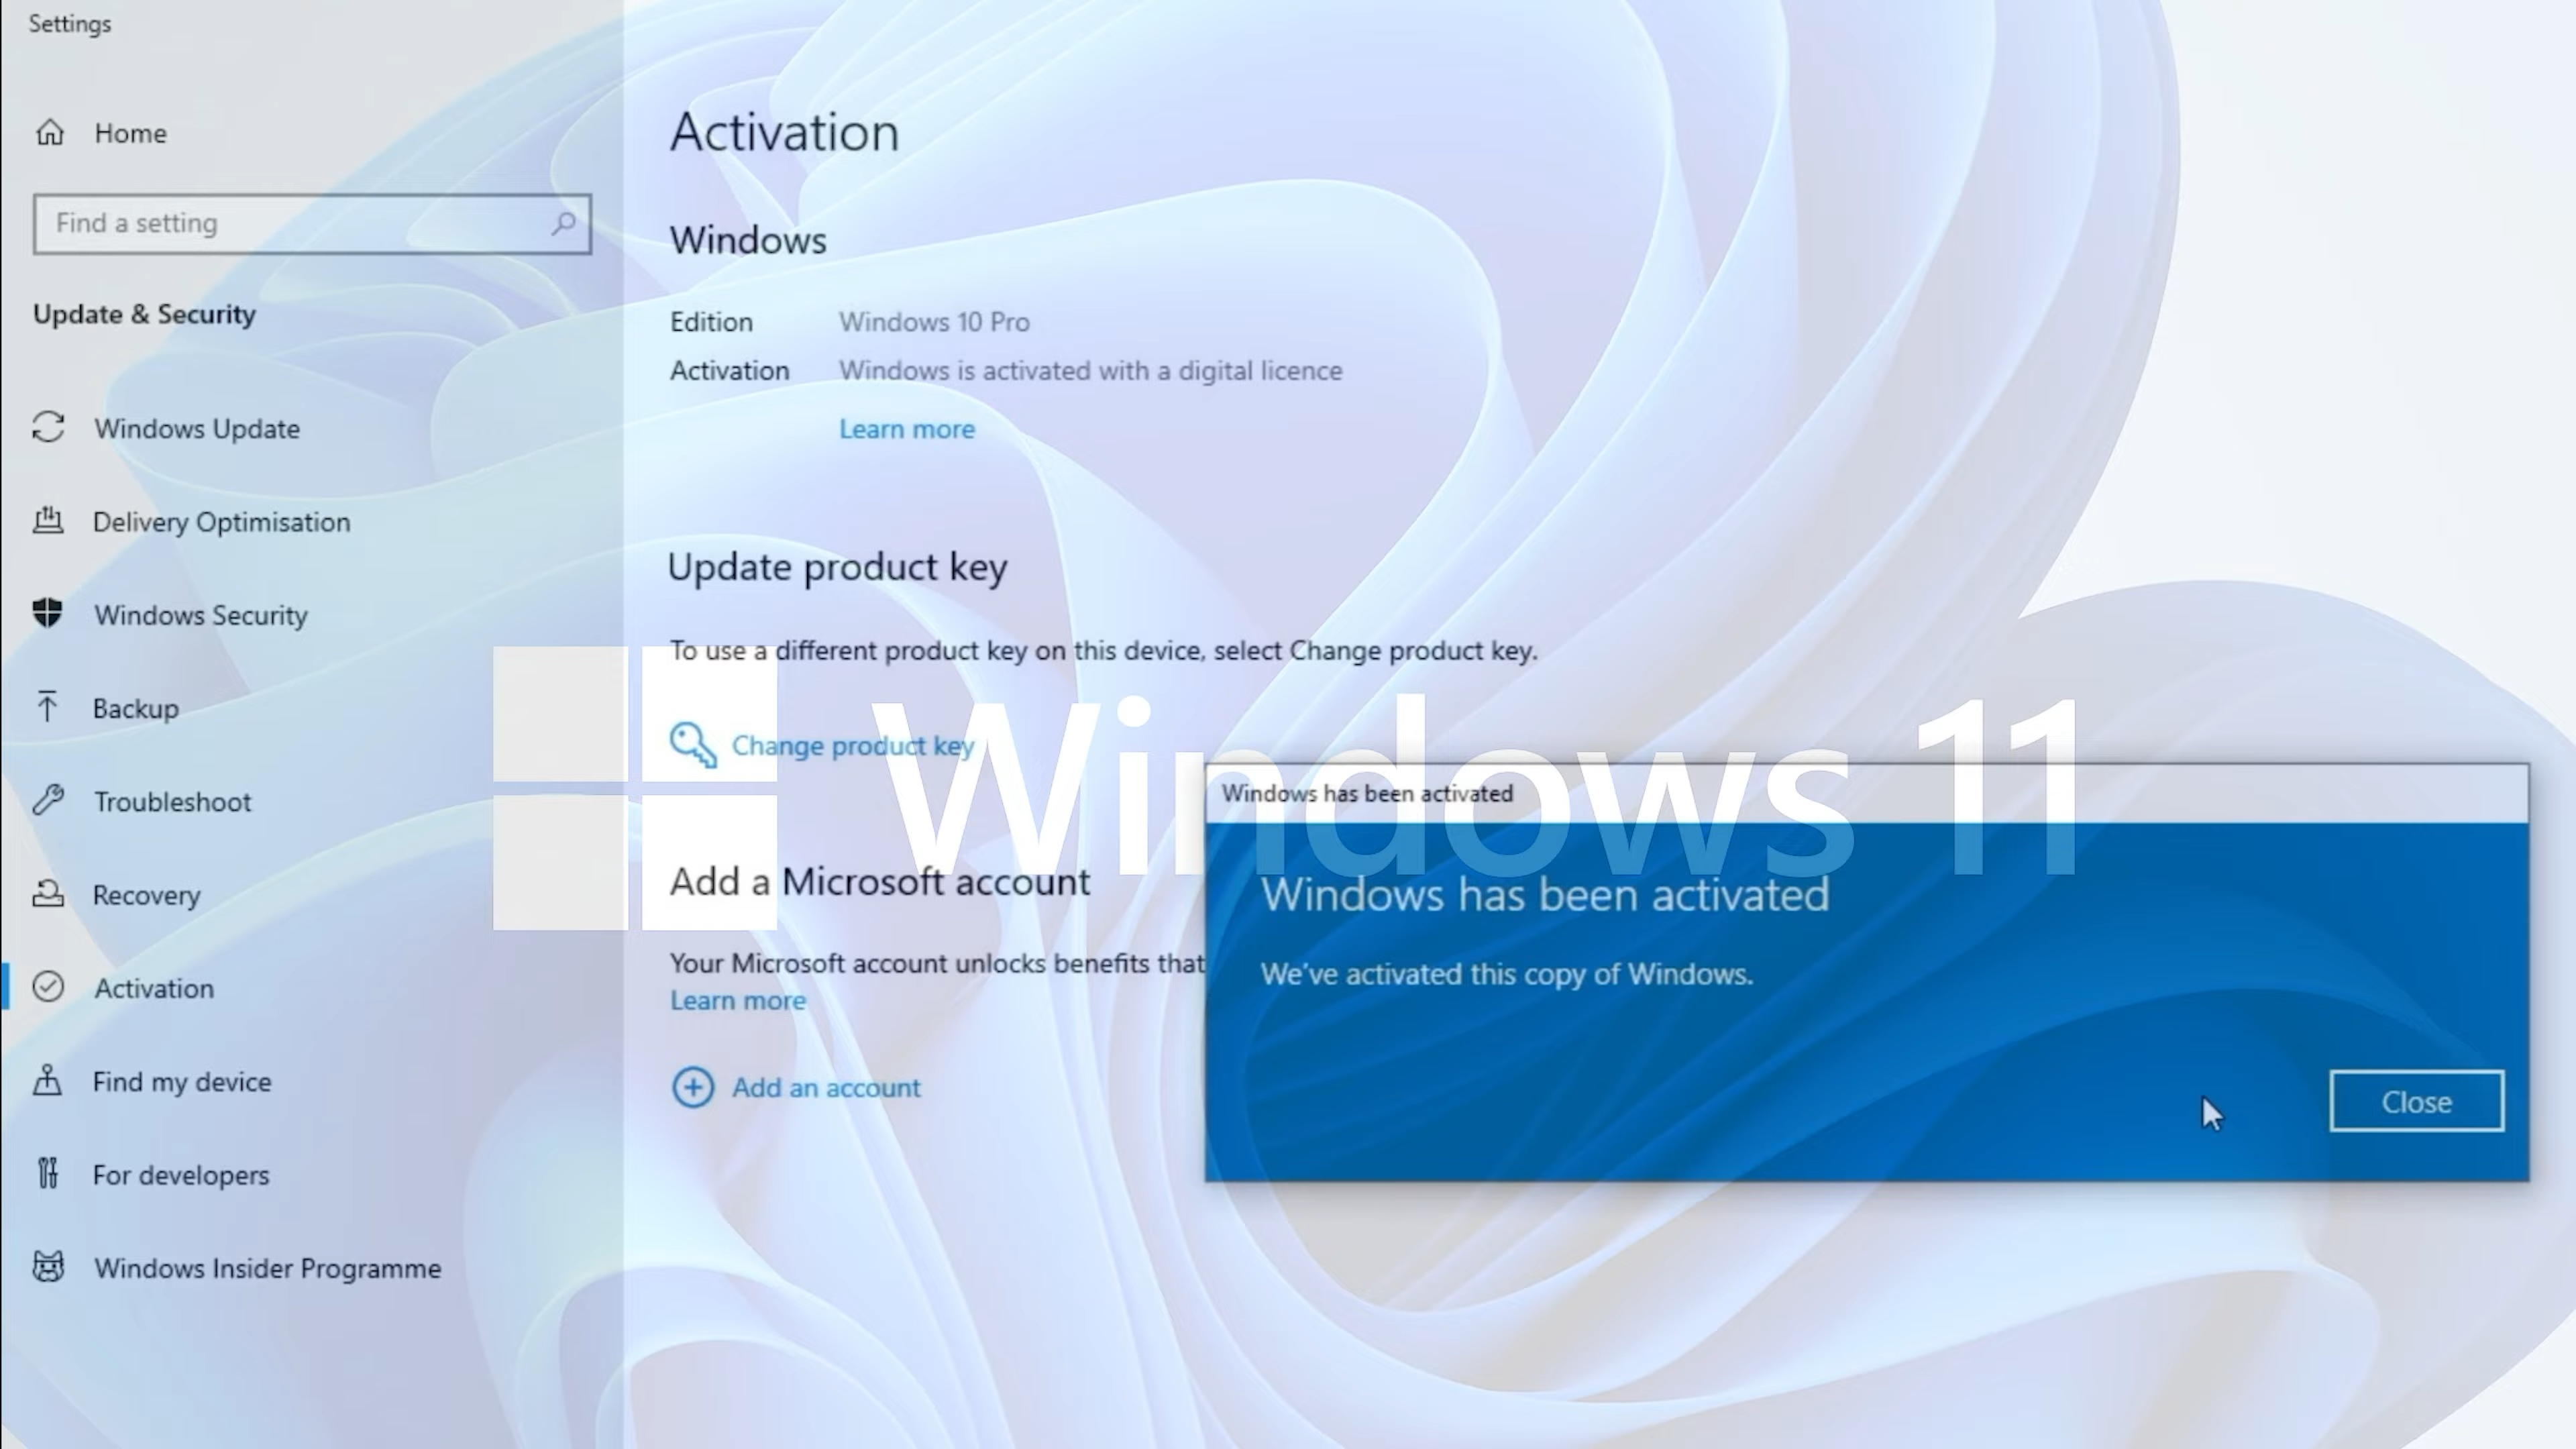 Settings
Home
Find a setting
Update & Security
Windows Update
Delivery Optimisation
Windows Security
Backup
Troubleshoot
Recovery
Activation
Find my device
For developers
Windows Insider Programme
Activation
Windows
Edition Windows 10 Pro
Activation Windows is activated with a digital licence
Learn more
Update product key
To use a different product key on this device, select Change product key.
Change product key
Windows 11
Add a Microsoft account
Your Microsoft account unlocks benefits that
Learn more
Add an account
Windows has been activated
Windows has been activated
We've activated this copy of Windows.
Close